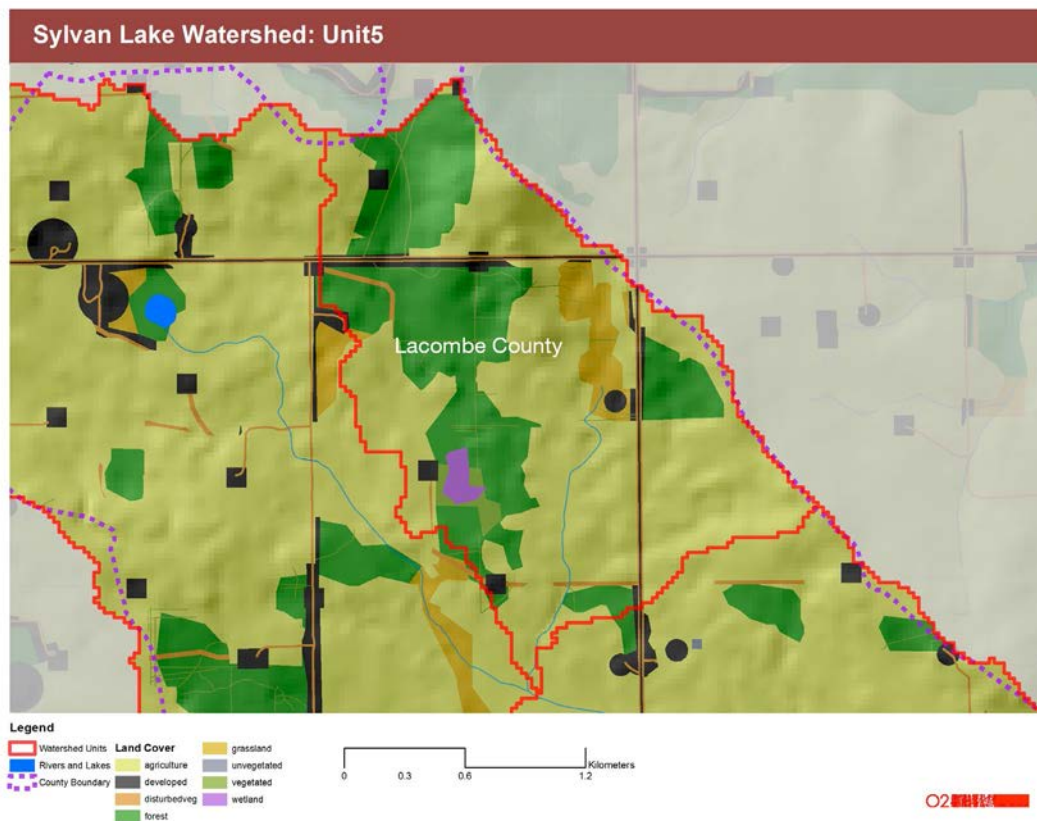 Sylvan Lake Watershed: Unit5
Lacombe County
Legend
Watershed Units
Rivers and Lakes
County Boundary
Land Cover
agriculture
developed
disturbedveg
forest
grassland
unvegetated
vegetated
wetland
0 0.3 0.6 1.2
Kilometers
O2